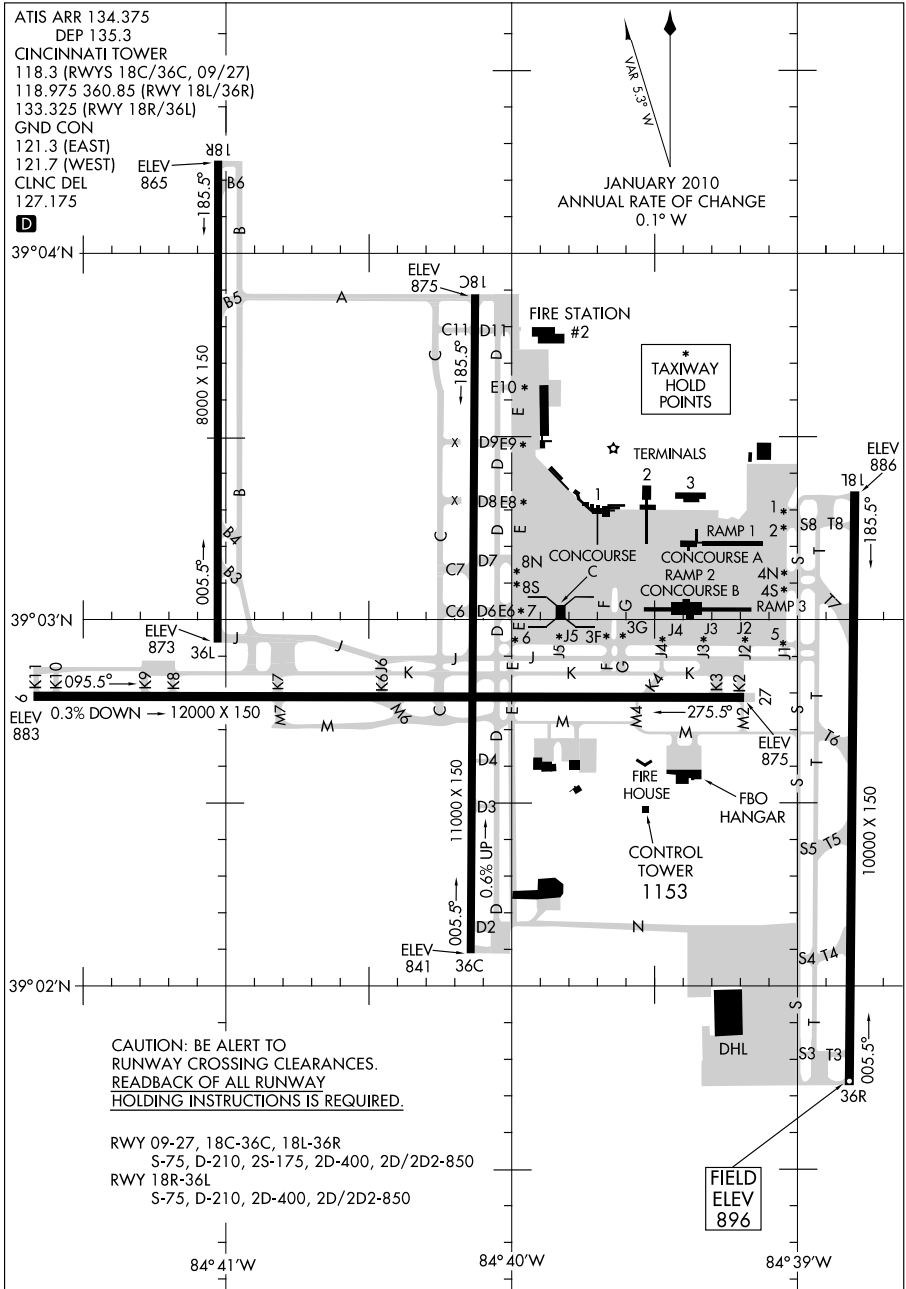 ATIS ARR 134.375
DEP 135.3
CINCINNATI TOWER
118.3 (RWYS 18C/36C, 09/27)
118.975 360.85 (RWY 18L/36R)
133.325 (RWY 18R/36L)
GND CON
121.3 (EAST)
121.7 (WEST)
CLNC DEL
127.175
D
VAR 5.3° W
JANUARY 2010
ANNUAL RATE OF CHANGE
0.1° W
18R
ELEV
865
185.5°
B6
B
39°04'N
ELEV
875
18C
B5
A
C11
D11
C
D
185.5°
FIRE STATION
#2
*
TAXIWAY
HOLD
POINTS
8000 X 150
E10 *
E
X
D9
E9 *
D
TERMINALS
1
2
3
ELEV
886
18L
B
X
D8
E8 *
D
E
1
*
*
2
S8
T8
185.5°
RAMP 1
B4
C
D7
CONCOURSE
C
CONCOURSE A
S
T
B3
C7
8N
*
*
8S
RAMP 2
4N
*
*
4S
T7
005.5°
C6
D6
E6
*
7
F
G
CONCOURSE B
RAMP 3
39°03'N
ELEV
873
36L
J
J
J
D
E
*
6
J
*
J5
J5
3F
*
*
3G
F
G
J4
*
J4
J3
*
J3
J2
*
J2
5
*
J1
K11
K10
K9
K8
K7
K6
J6
K
K
K
K4
K3
K2
095.5°
9
27
ELEV
883
0.3% DOWN
12000 X 150
M7
M
M6
C
E
E
D
M
M4
275.5°
M
M2
ELEV
875
S
T
T6
D4
11000 X 150
0.6% UP
D3
FIRE
HOUSE
FBO
HANGAR
S
T
CONTROL
TOWER
1153
S5
T5
10000 X 150
005.5°
D
D2
N
ELEV
841
36C
S4
T4
39°02'N
S
T
DHL
S3
T3
005.5°
36R
CAUTION: BE ALERT TO
RUNWAY CROSSING CLEARANCES.
READBACK OF ALL RUNWAY
HOLDING INSTRUCTIONS IS REQUIRED.
RWY 09-27, 18C-36C, 18L-36R
S-75, D-210, 2S-175, 2D-400, 2D/2D2-850
RWY 18R-36L
S-75, D-210, 2D-400, 2D/2D2-850
FIELD
ELEV
896
84°41'W
84°40'W
84°39'W